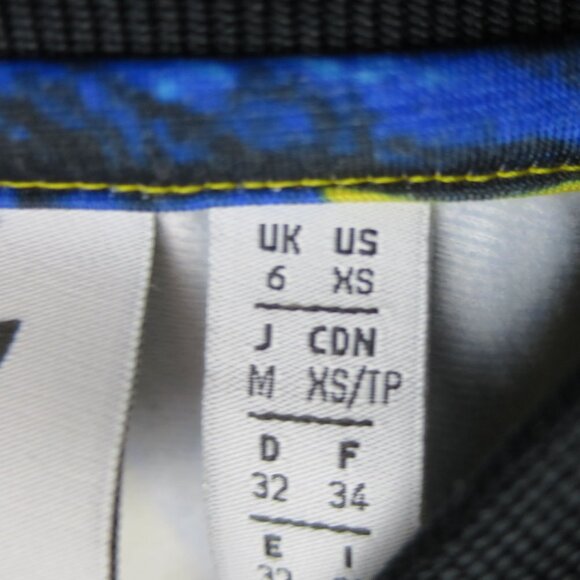 UK US
6 XS
J CDN
M XS/TP
D F
32 34
E I